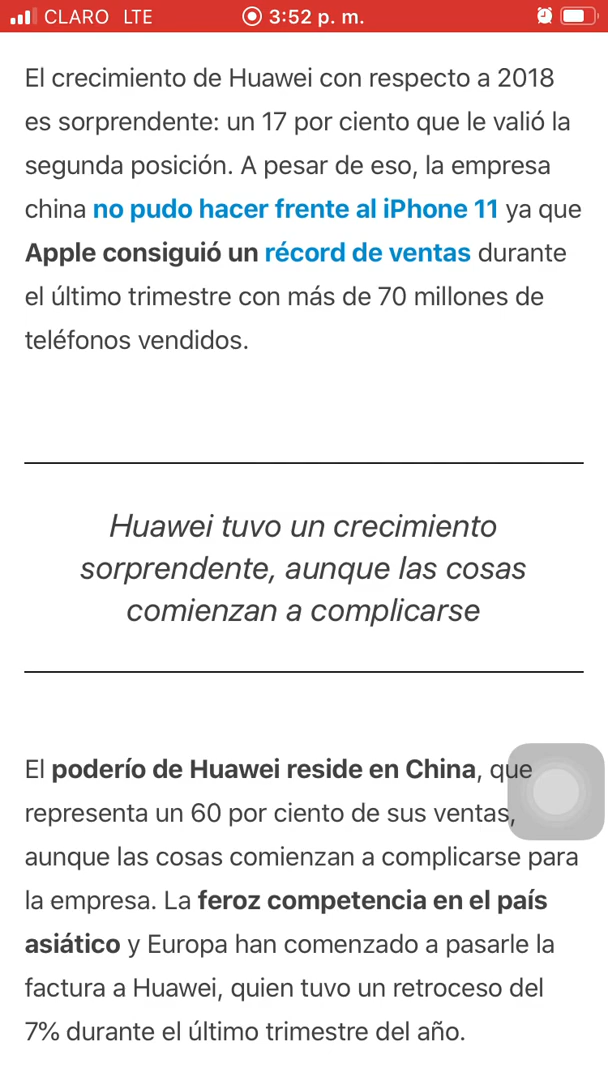 CLARO LTE 3:52 p. m.
El crecimiento de Huawei con respecto a 2018
es sorprendente: un 17 por ciento que le valió la
segunda posición. A pesar de eso, la empresa
china no pudo hacer frente al iPhone 11 ya que
Apple consiguió un récord de ventas durante
el último trimestre con más de 70 millones de
teléfonos vendidos.
Huawei tuvo un crecimiento
sorprendente, aunque las cosas
comienzan a complicarse
El poderío de Huawei reside en China, que
representa un 60 por ciento de sus ventas,
aunque las cosas comienzan a complicarse para
la empresa. La feroz competencia en el país
asiático y Europa han comenzado a pasarle la
factura a Huawei, quien tuvo un retroceso del
7% durante el último trimestre del año.